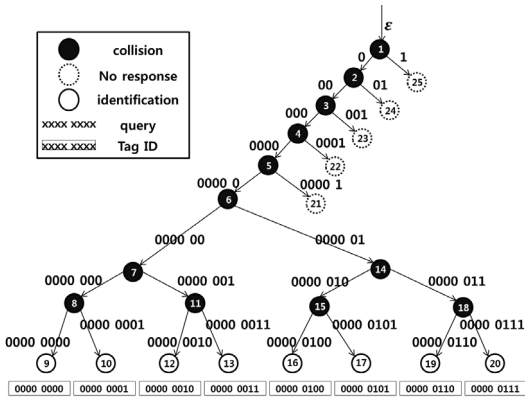 ε
collision
No response
identification
xxxx xxxx query
xxxx xxxx Tag ID
1
0 1
2 25
00 01
3 24
000 001
4 23
0000 0001
5 22
0000 0 0000 1
6 21
0000 00 0000 01
7 14
0000 000 0000 001 0000 010 0000 011
8 11 15 18
0000 0001 0000 0011 0000 0101 0000 0111
0000 0000 0000 0010 0000 0100 0000 0110
9 10 12 13 16 17 19 20
0000 0000 0000 0001 0000 0010 0000 0011 0000 0100 0000 0101 0000 0110 0000 0111